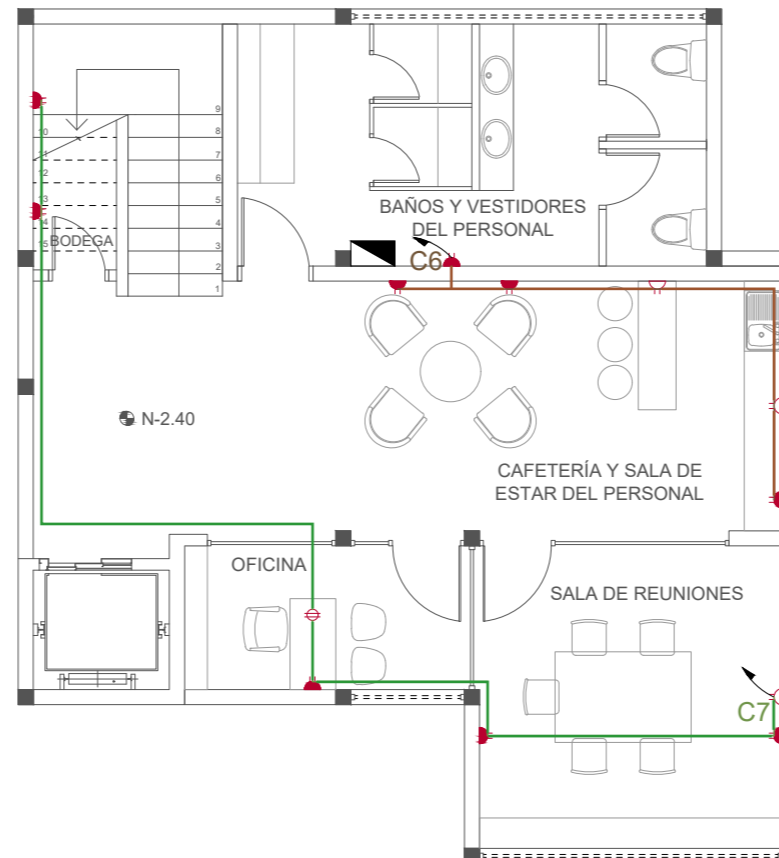 9
10
8
11
7
12
6
13
5
14
4
BODEGA
15
3
2
1
BAÑOS Y VESTIDORES
DEL PERSONAL
C6
N-2.40
CAFETERÍA Y SALA DE
ESTAR DEL PERSONAL
OFICINA
SALA DE REUNIONES
C7